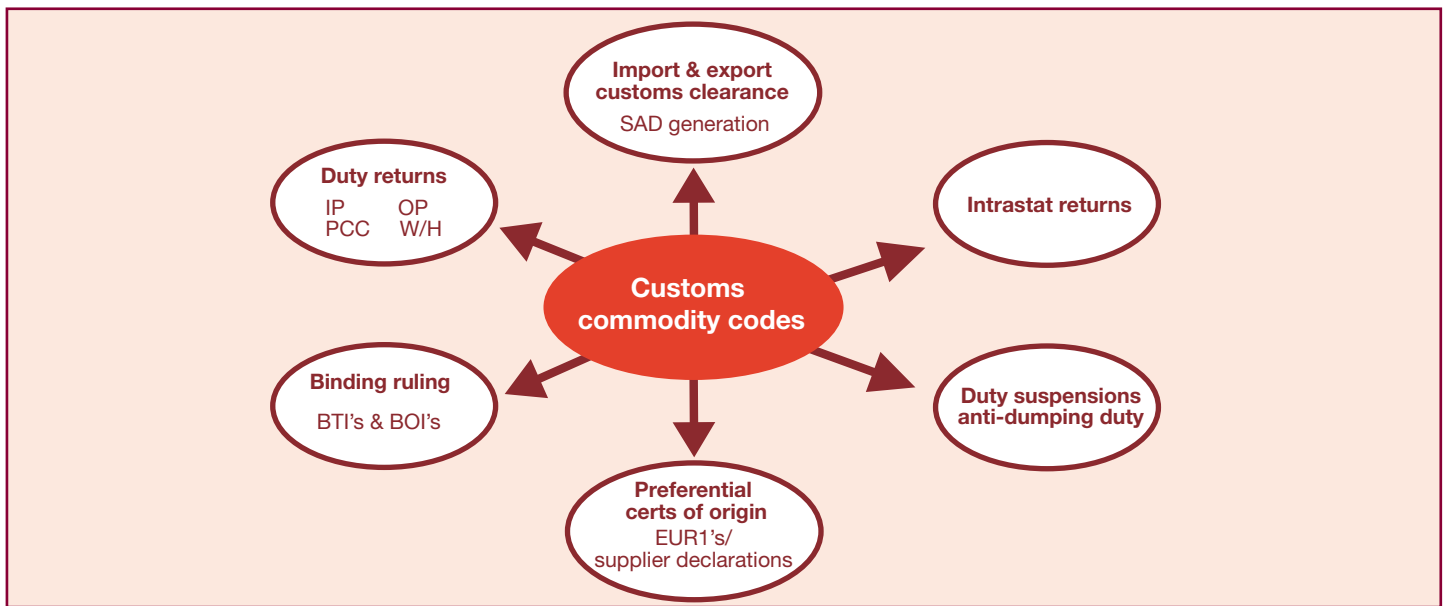 Import & export
customs clearance
SAD generation
Duty returns
IP OP
PCC W/H
Intrastat returns
Customs
commodity codes
Binding ruling
BTI's & BOI's
Duty suspensions
anti-dumping duty
Preferential
certs of origin
EUR1's/
supplier declarations